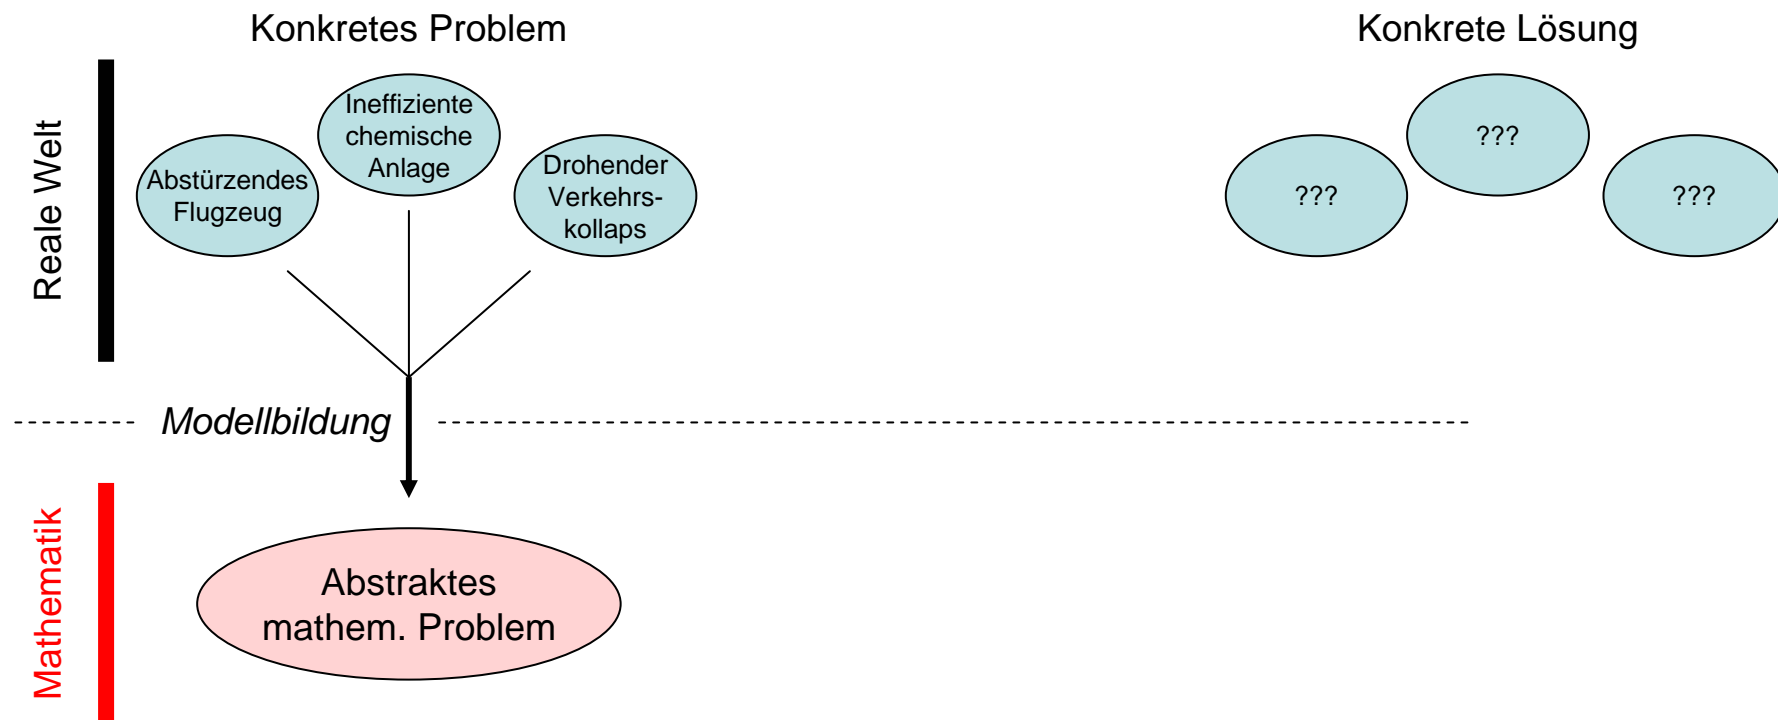 Konkretes Problem
Konkrete Lösung
Reale Welt
Abstürzendes
Flugzeug
Ineffiziente
chemische
Anlage
Drohender
Verkehrs-
kollaps
???
???
???
Modellbildung
Mathematik
Abstraktes
mathem. Problem